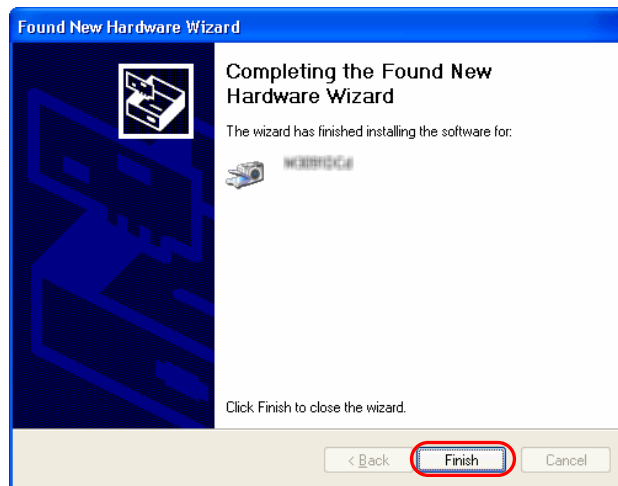 Found New Hardware Wizard
Completing the Found New
Hardware Wizard
The wizard has finished installing the software for:
Click Finish to close the wizard.
< Back
Finish
Cancel